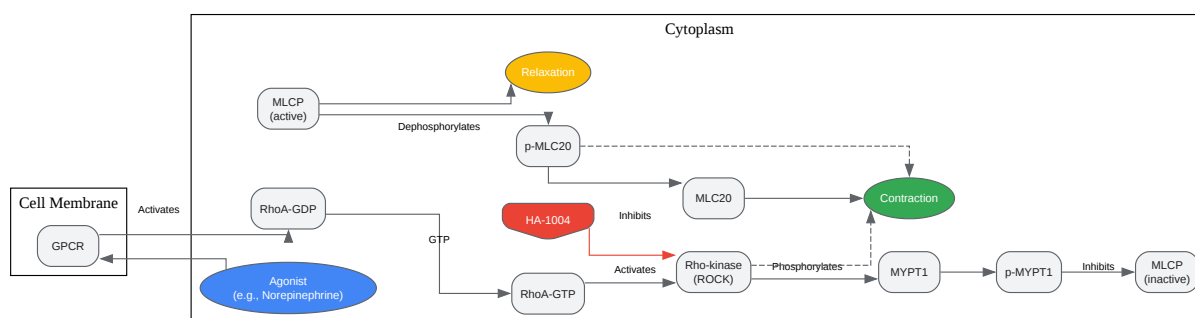 Cytoplasm
Relaxation
MLCP
(active)
Dephosphorylates
p-MLC20
MLC20
Contraction
Cell Membrane
GPCR
Activates
RhoA-GDP
Agonist
(e.g., Norepinephrine)
GTP
RhoA-GTP
HA-1004
Inhibits
Activates
Rho-kinase
(ROCK)
Phosphorylates
MYPT1
p-MYPT1
Inhibits
MLCP
(inactive)